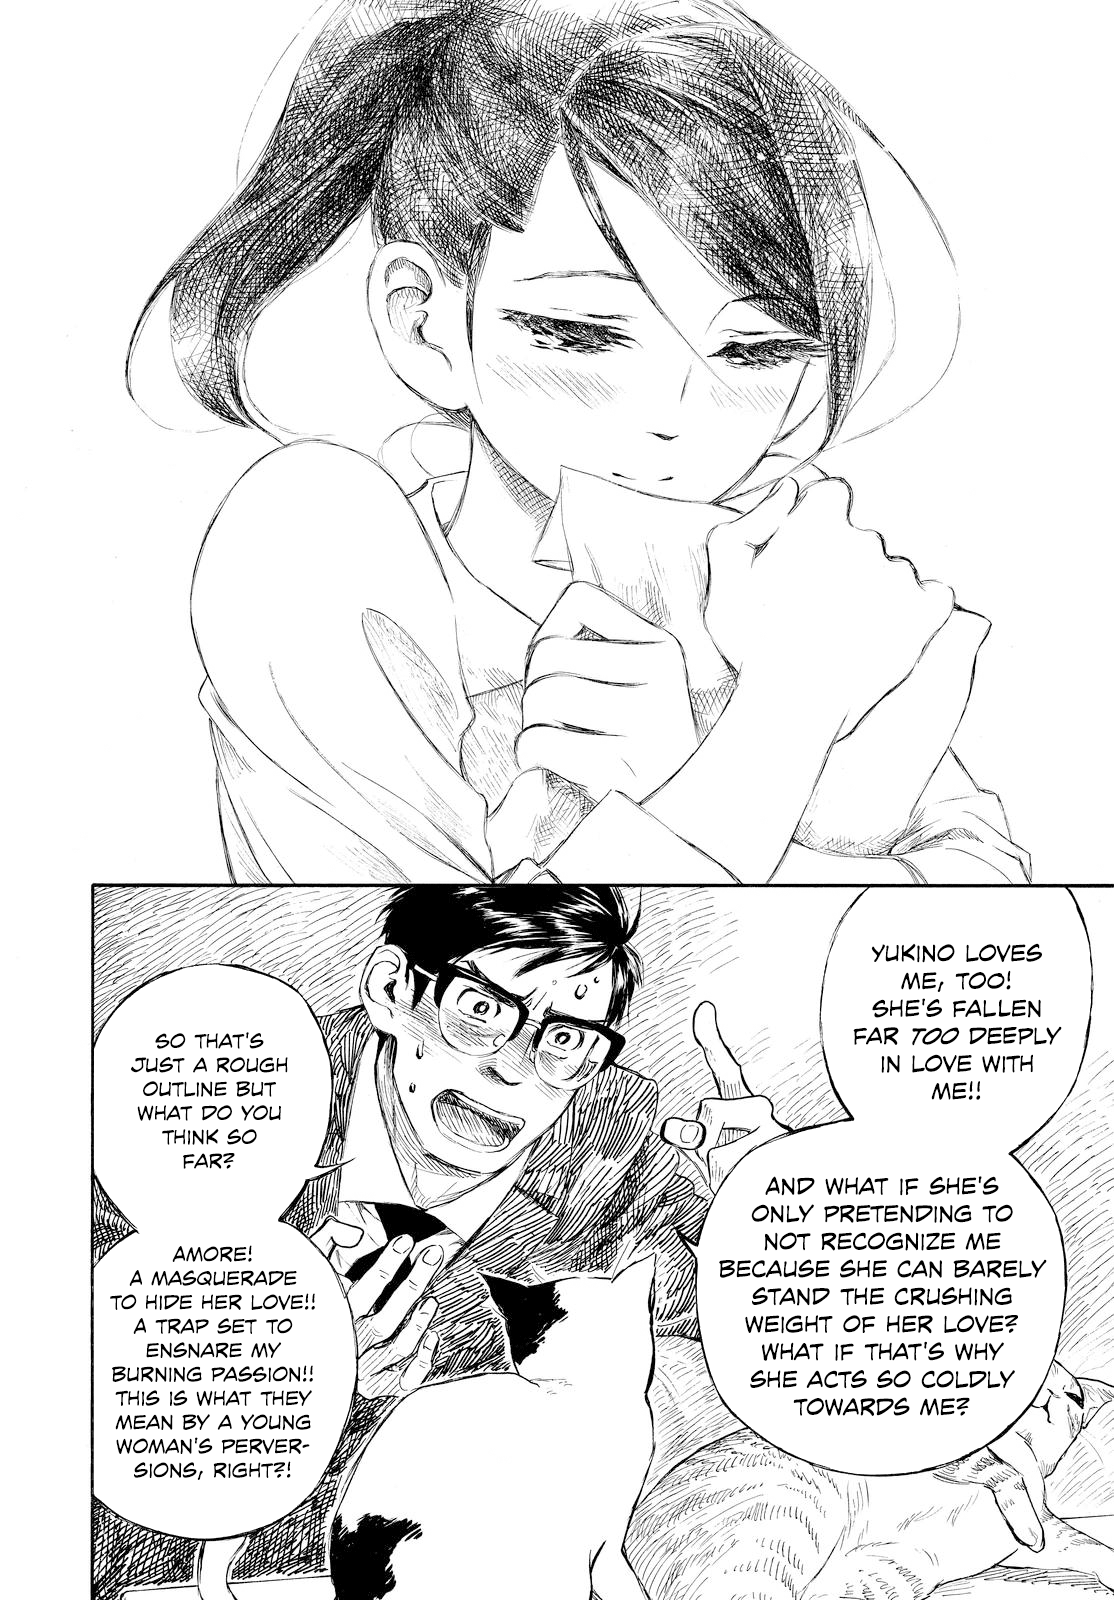 YUKINO LOVES
ME, TOO!
SHE'S FALLEN
FAR TOO DEEPLY
IN LOVE WITH
ME!!
AND WHAT IF SHE'S
ONLY PRETENDING TO
NOT RECOGNIZE ME
BECAUSE SHE CAN BARELY
STAND THE CRUSHING
WEIGHT OF HER LOVE?
WHAT IF THAT'S WHY
SHE ACTS SO COLDLY
TOWARDS ME?
SO THAT'S
JUST A ROUGH
OUTLINE BUT
WHAT DO YOU
THINK SO
FAR?
AMORE!
A MASQUERADE
TO HIDE HER LOVE!!
A TRAP SET TO
ENSNARE MY
BURNING PASSION!!
THIS IS WHAT THEY
MEAN BY A YOUNG
WOMAN'S PERVER-
SIONS, RIGHT?!